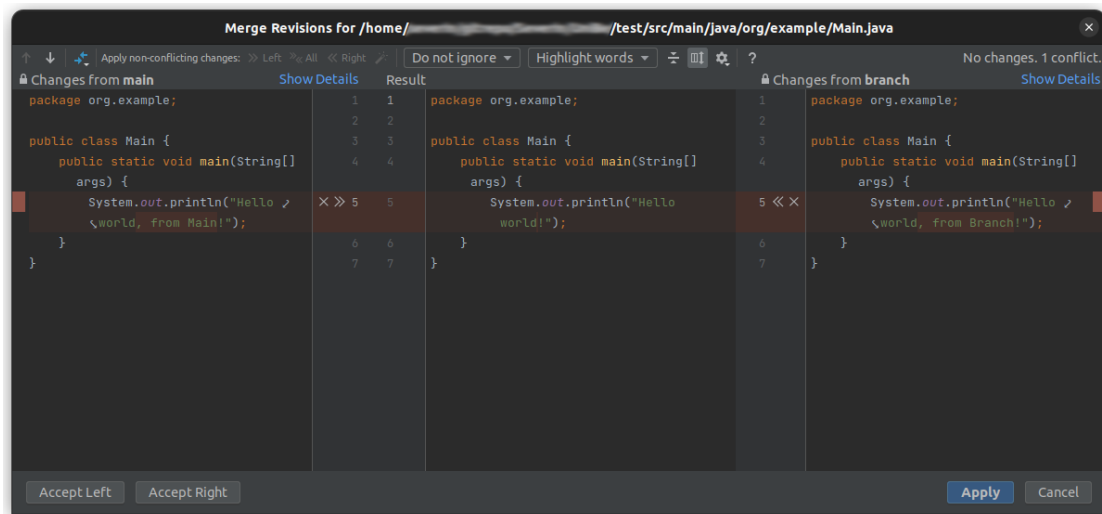 Merge Revisions for /home/ /test/src/main/java/org/example/Main.java
Apply non-conflicting changes: Left All Right Do not ignore Highlight words ? No changes. 1 conflict.
Changes from main Show Details Result Changes from branch Show Details
package org.example; 1 1 package org.example; 1 package org.example;
2 2 2
public class Main { 3 3 public class Main { 3 public class Main {
public static void main(String[] 4 4 public static void main(String[] 4 public static void main(String[]
args) { args) { args) {
System.out.println("Hello × >> 5 5 System.out.println("Hello 5 << × System.out.println("Hello
world, from Main!"); world!"); world, from Branch!");
} 6 6 } 6 }
} 7 7 } 7 }
Accept Left Accept Right Apply Cancel